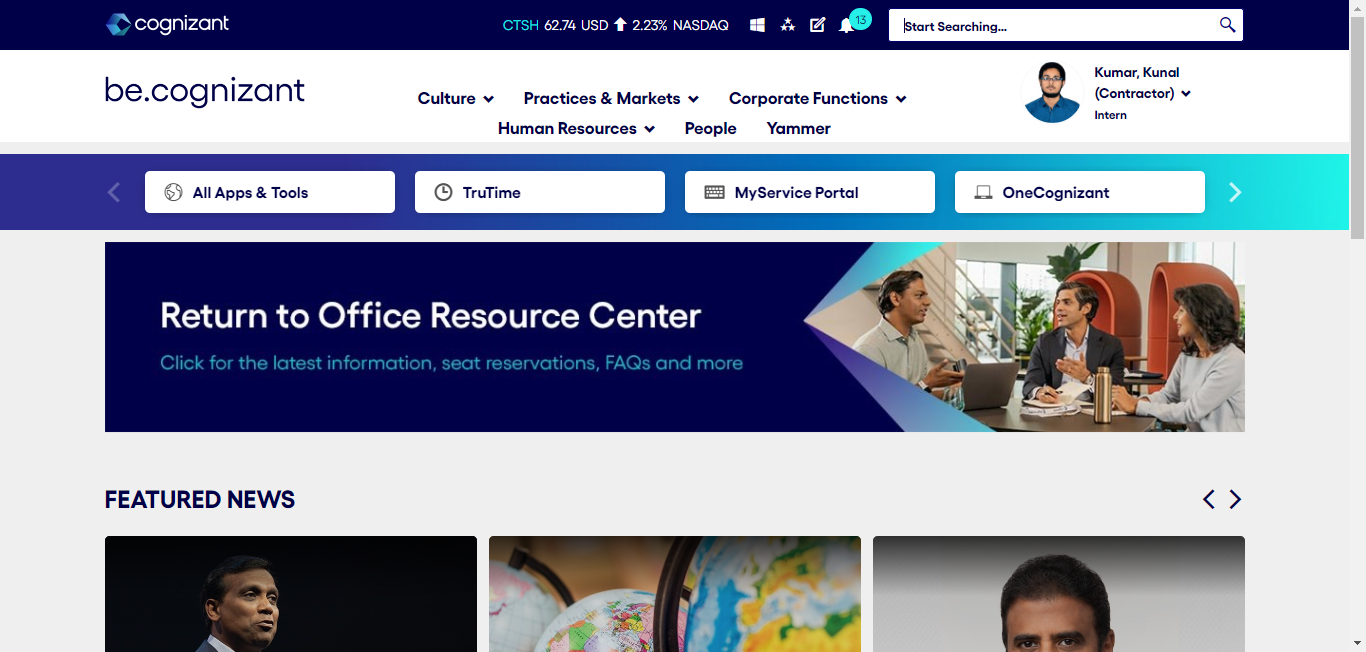 cognizant
CTSH 62.74 USD 2.23% NASDAQ
13
Start Searching...
be.cognizant
Culture
Practices & Markets
Corporate Functions
Human Resources
People
Yammer
Kumar, Kunal
(Contractor)
Intern
All Apps & Tools
TruTime
MyService Portal
OneCognizant
Return to Office Resource Center
Click for the latest information, seat reservations, FAQs and more
FEATURED NEWS